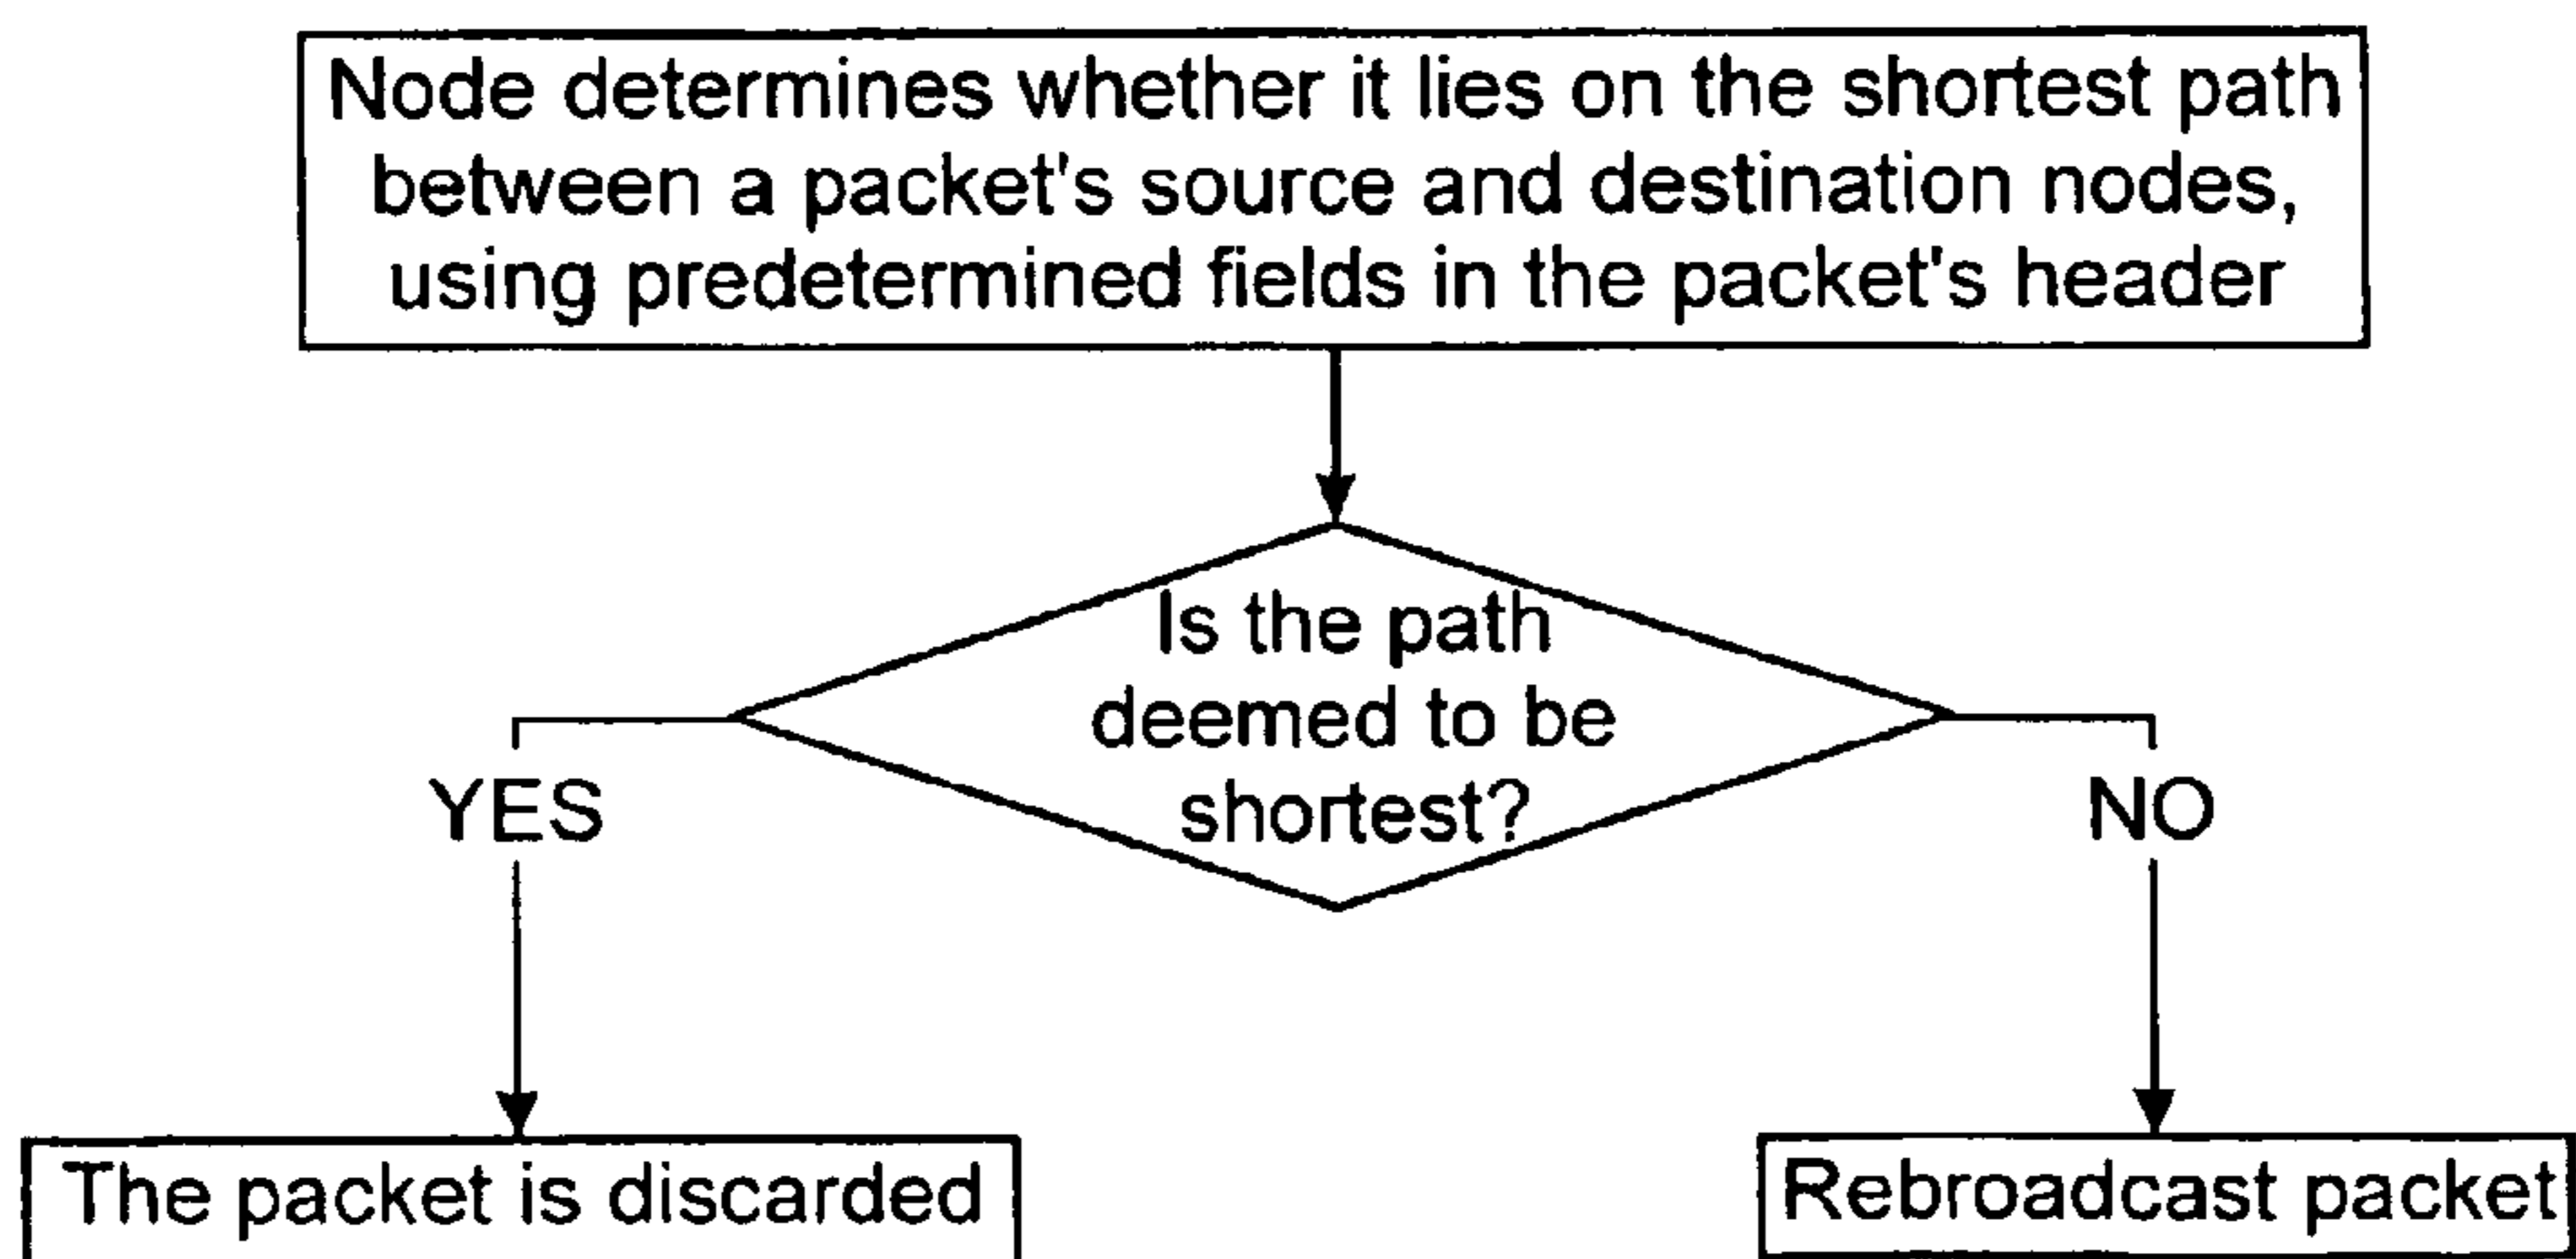 Node determines whether it lies on the shortest path
between a packet's source and destination nodes,
using predetermined fields in the packet's header
Is the path
deemed to be
shortest?
YES
NO
The packet is discarded
Rebroadcast packet